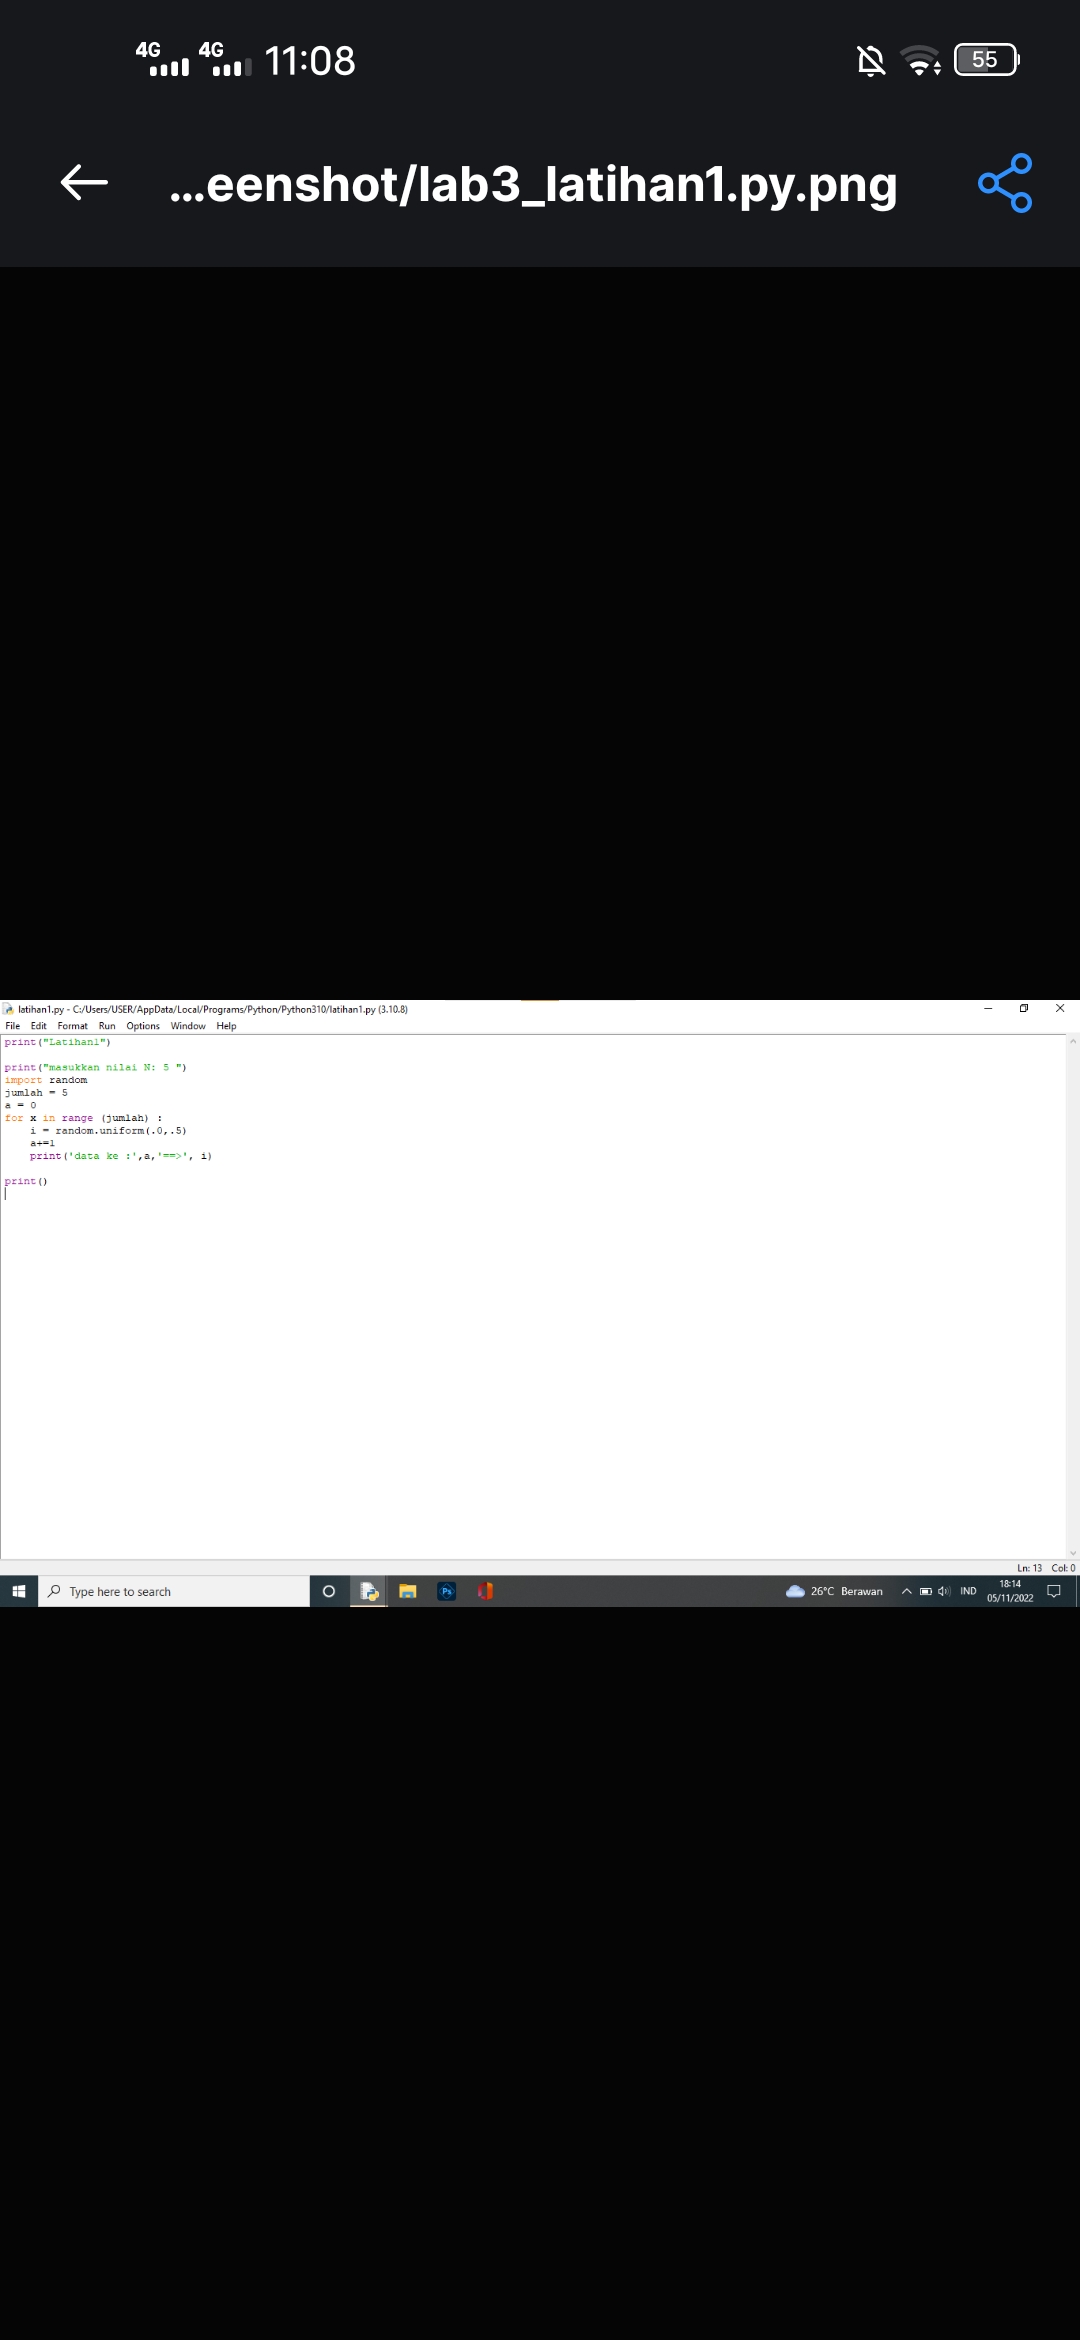 4G 4G 11:08 55
...eenshot/lab3_latihan1.py.png
latihan1.py - C:/Users/USER/AppData/Local/Programs/Python/Python310/latihan1.py (3.10.8)
File Edit Format Run Options Window Help
print("Latihan1")
print("masukkan nilai N: 5 ")
import random
jumlah = 5
a = 0
for x in range (jumlah) :
i = random.uniform(.0,.5)
a+=1
print('data ke :',a,'==>', i)
print()
Ln: 13 Col: 0
Type here to search
Ps
26°C Berawan
IND
18:14
05/11/2022